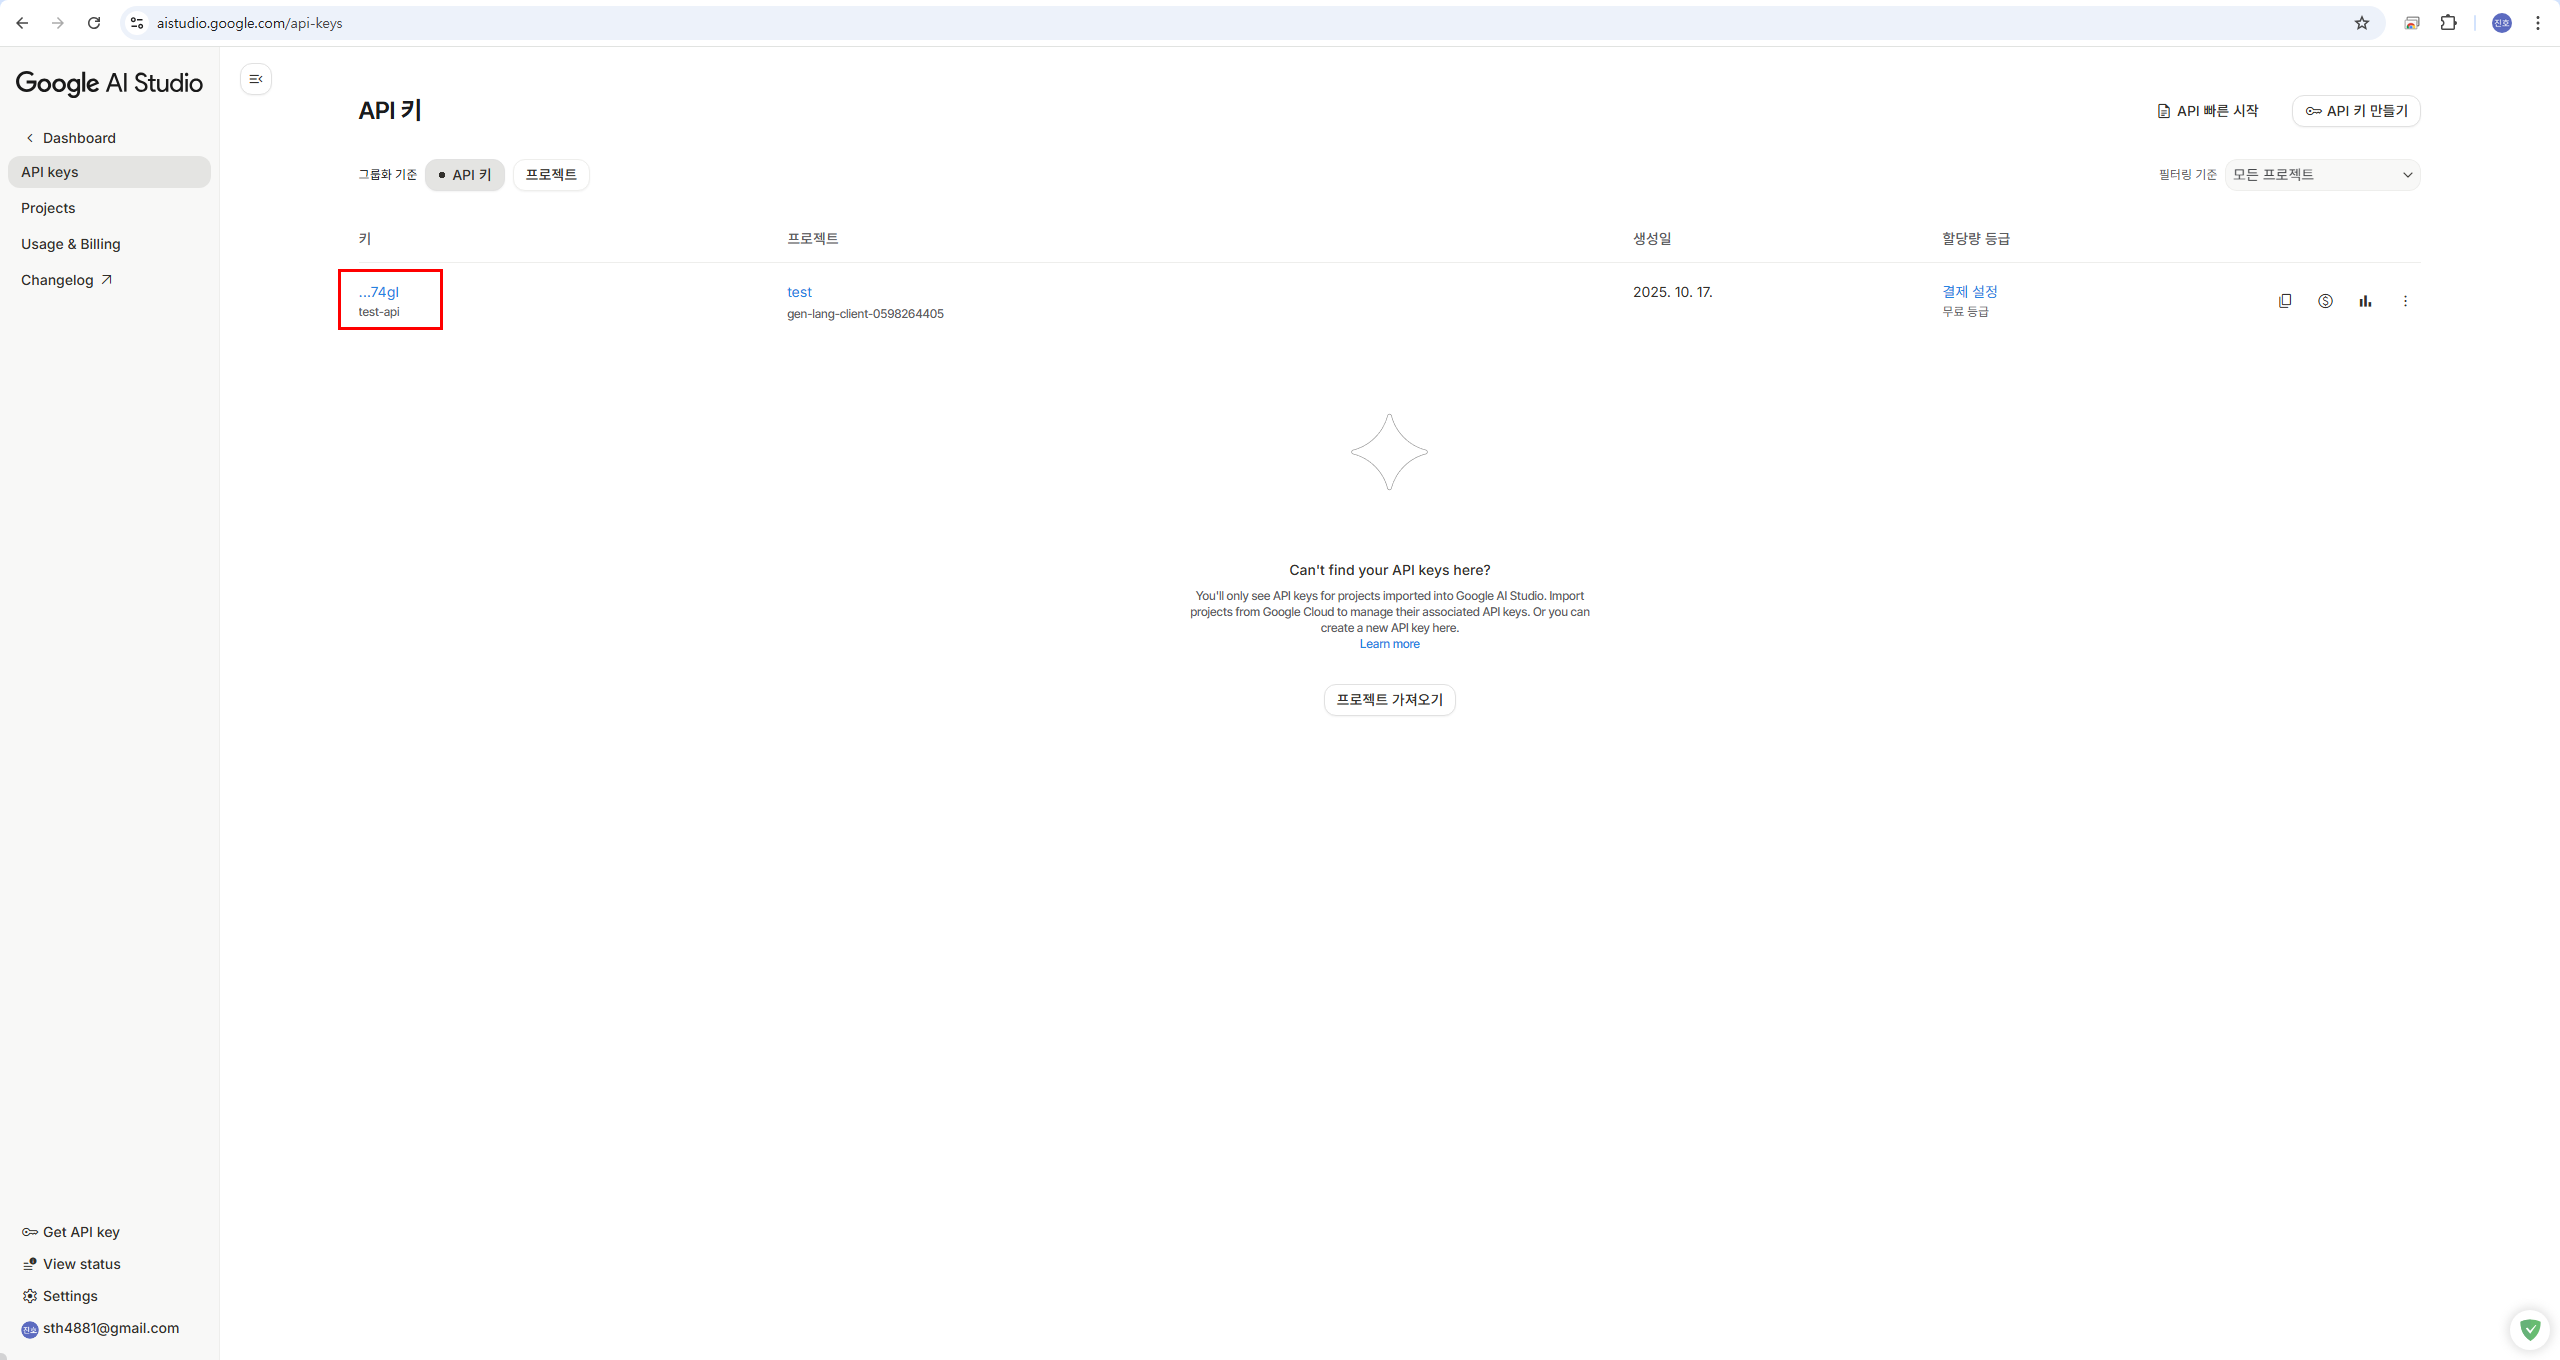 aistudio.google.com/api-keys
진호
Google AI Studio
Dashboard
API keys
Projects
Usage & Billing
Changelog
API 키
API 빠른 시작
API 키 만들기
그룹화 기준
API 키
프로젝트
필터링 기준
모든 프로젝트
키
프로젝트
생성일
할당량 등급
...74gl
test
2025. 10. 17.
결제 설정
test-api
gen-lang-client-0598264405
무료 등급
Can't find your API keys here?
You'll only see API keys for projects imported into Google AI Studio. Import
projects from Google Cloud to manage their associated API keys. Or you can
create a new API key here.
Learn more
프로젝트 가져오기
Get API key
View status
Settings
진호
sth4881@gmail.com